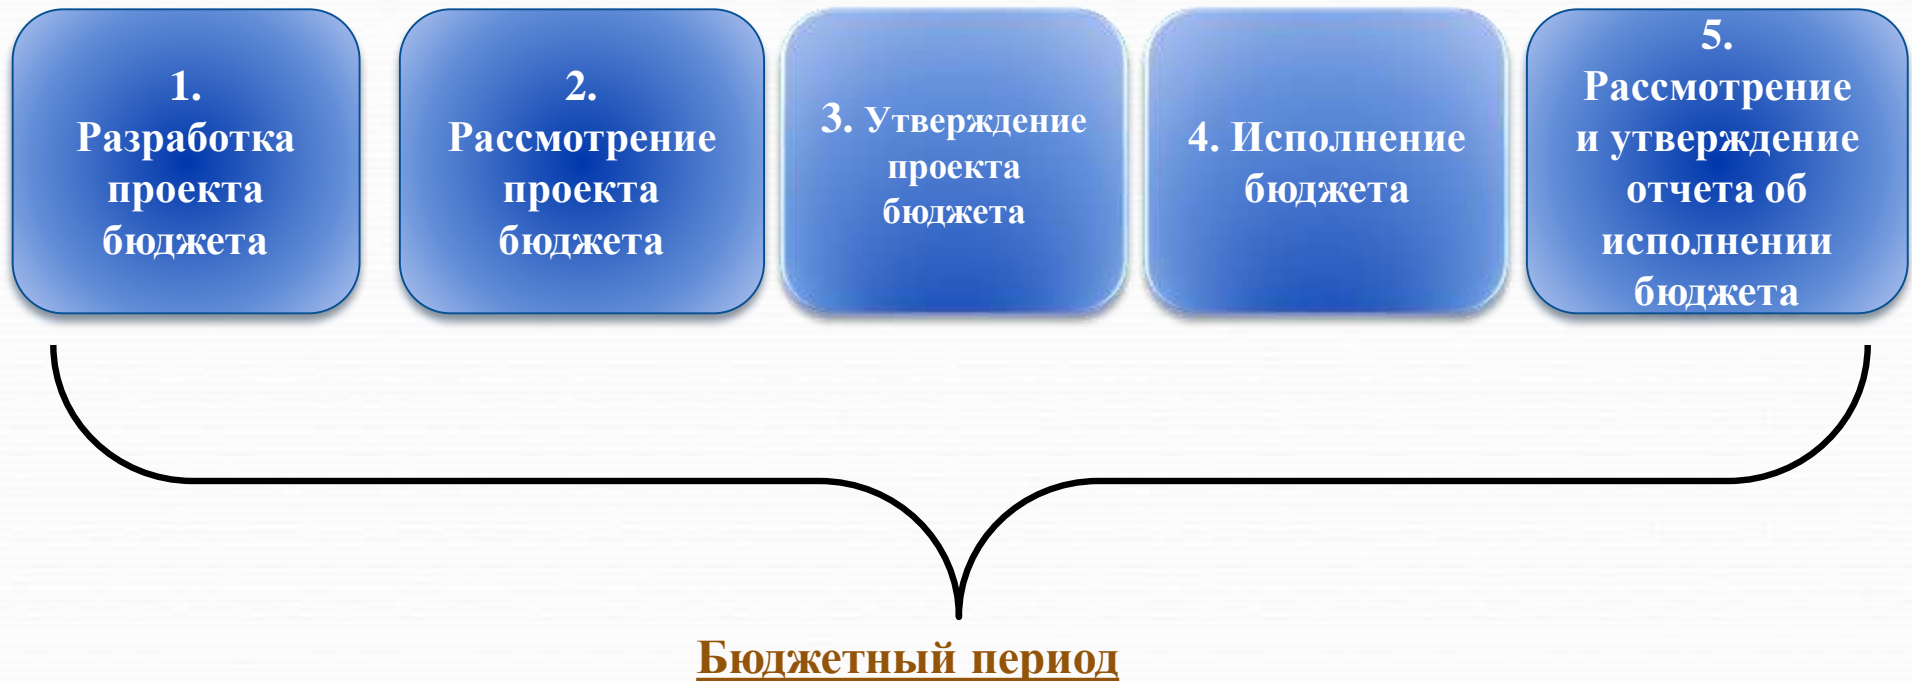 1.
Разработка
проекта
бюджета
2.
Рассмотрение
проекта
бюджета
3. Утверждение
проекта
бюджета
4. Исполнение
бюджета
5.
Рассмотрение
и утверждение
отчета об
исполнении
бюджета
Бюджетный период